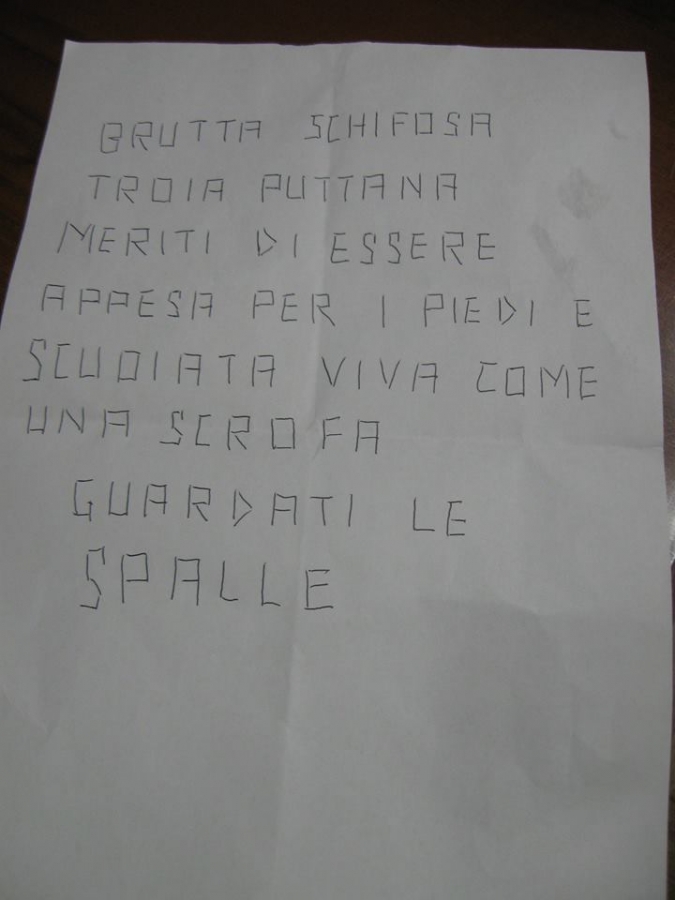 BRUTTA SCHIFOSA
TROIA PUTTANA
MERITI DI ESSERE
APPESA PER I PIEDI E
SCUOIATA VIVA COME
UNA SCROFA
GUARDATI LE
SPALLE